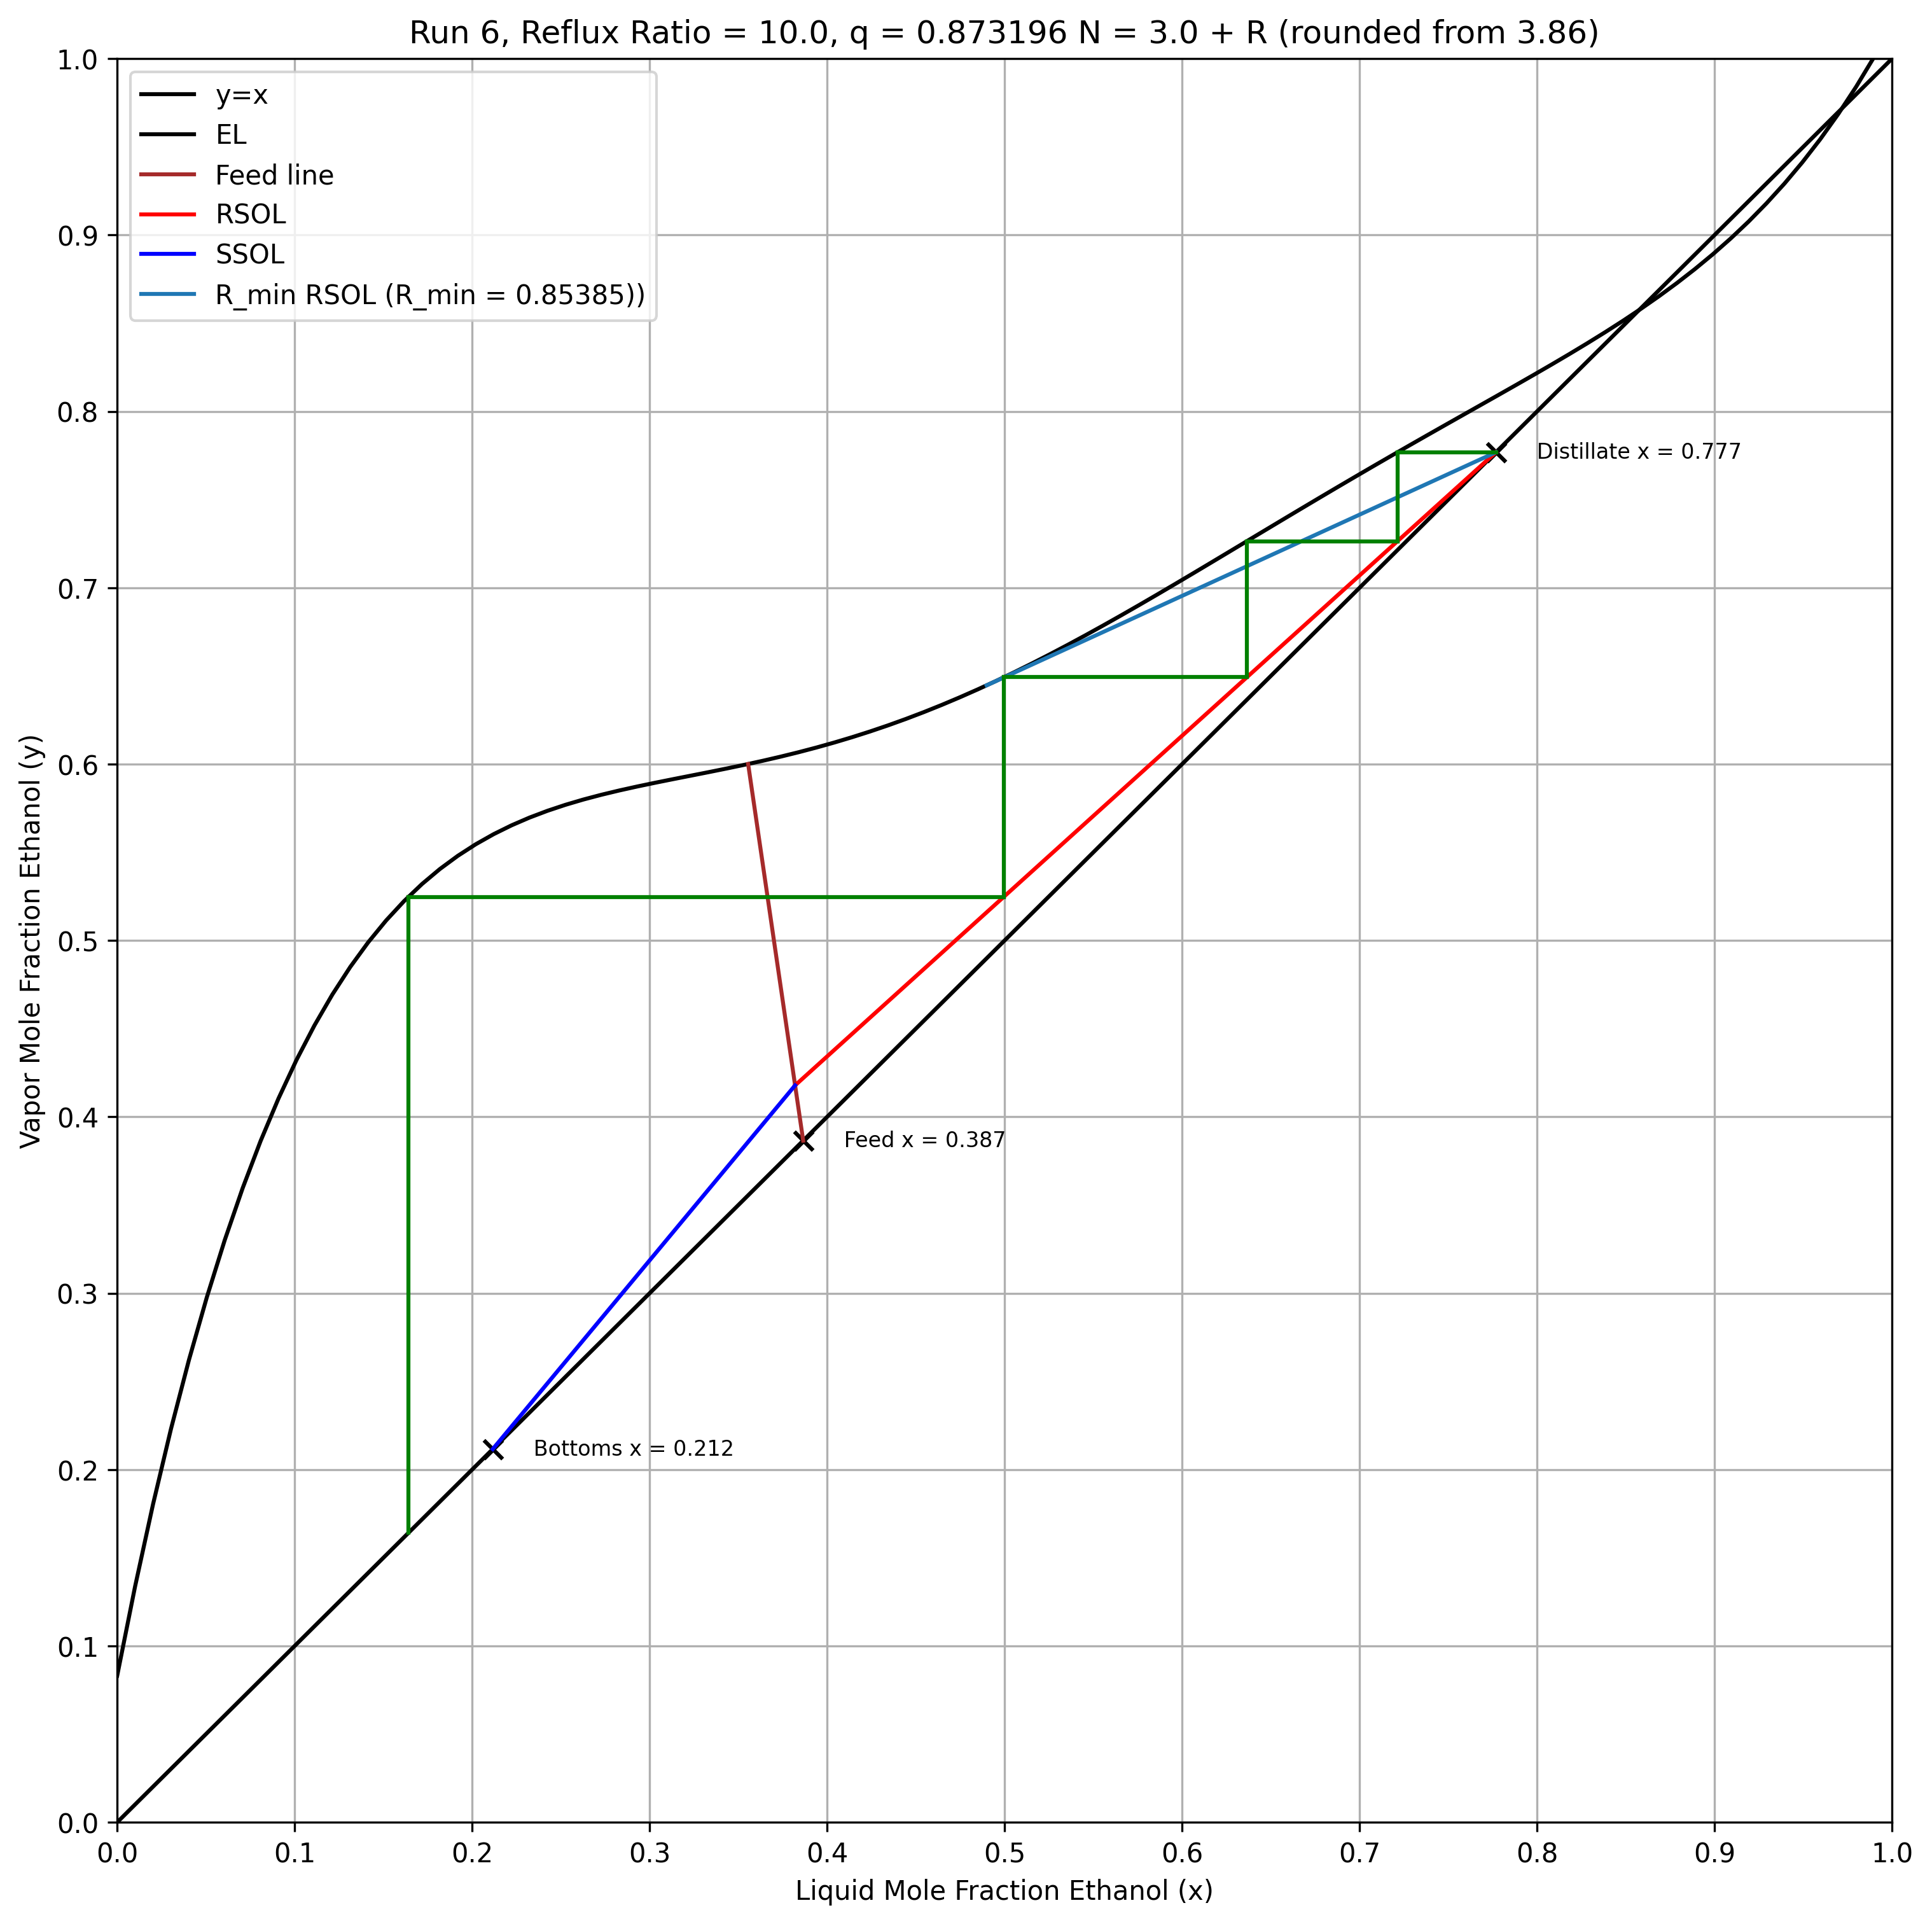 Run 6, Reflux Ratio = 10.0, q = 0.873196 N = 3.0 + R (rounded from 3.86)
y=x
EL
Feed line
RSOL
SSOL
R_min RSOL (R_min = 0.85385))
1.0
0.9
0.8
0.7
0.6
0.5
0.4
0.3
0.2
0.1
0.0
Vapor Mole Fraction Ethanol (y)
Distillate x = 0.777
Feed x = 0.387
Bottoms x = 0.212
0.0 0.1 0.2 0.3 0.4 0.5 0.6 0.7 0.8 0.9 1.0
Liquid Mole Fraction Ethanol (x)